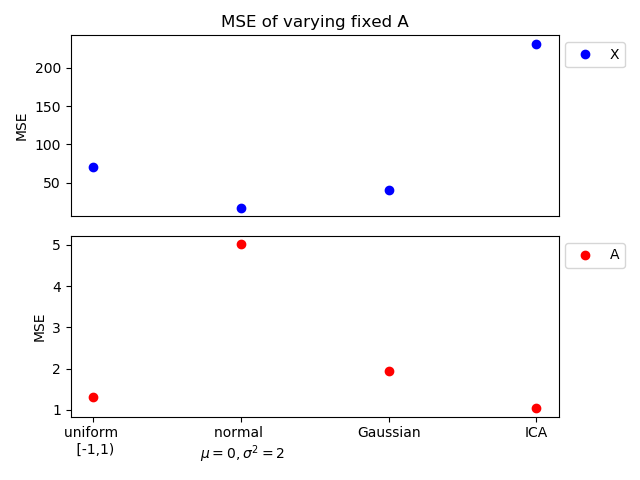 MSE of varying fixed A
200
150
100
50
MSE
X
5
4
3
2
1
MSE
A
uniform
[-1,1)
normal
μ = 0, σ² = 2
Gaussian
ICA